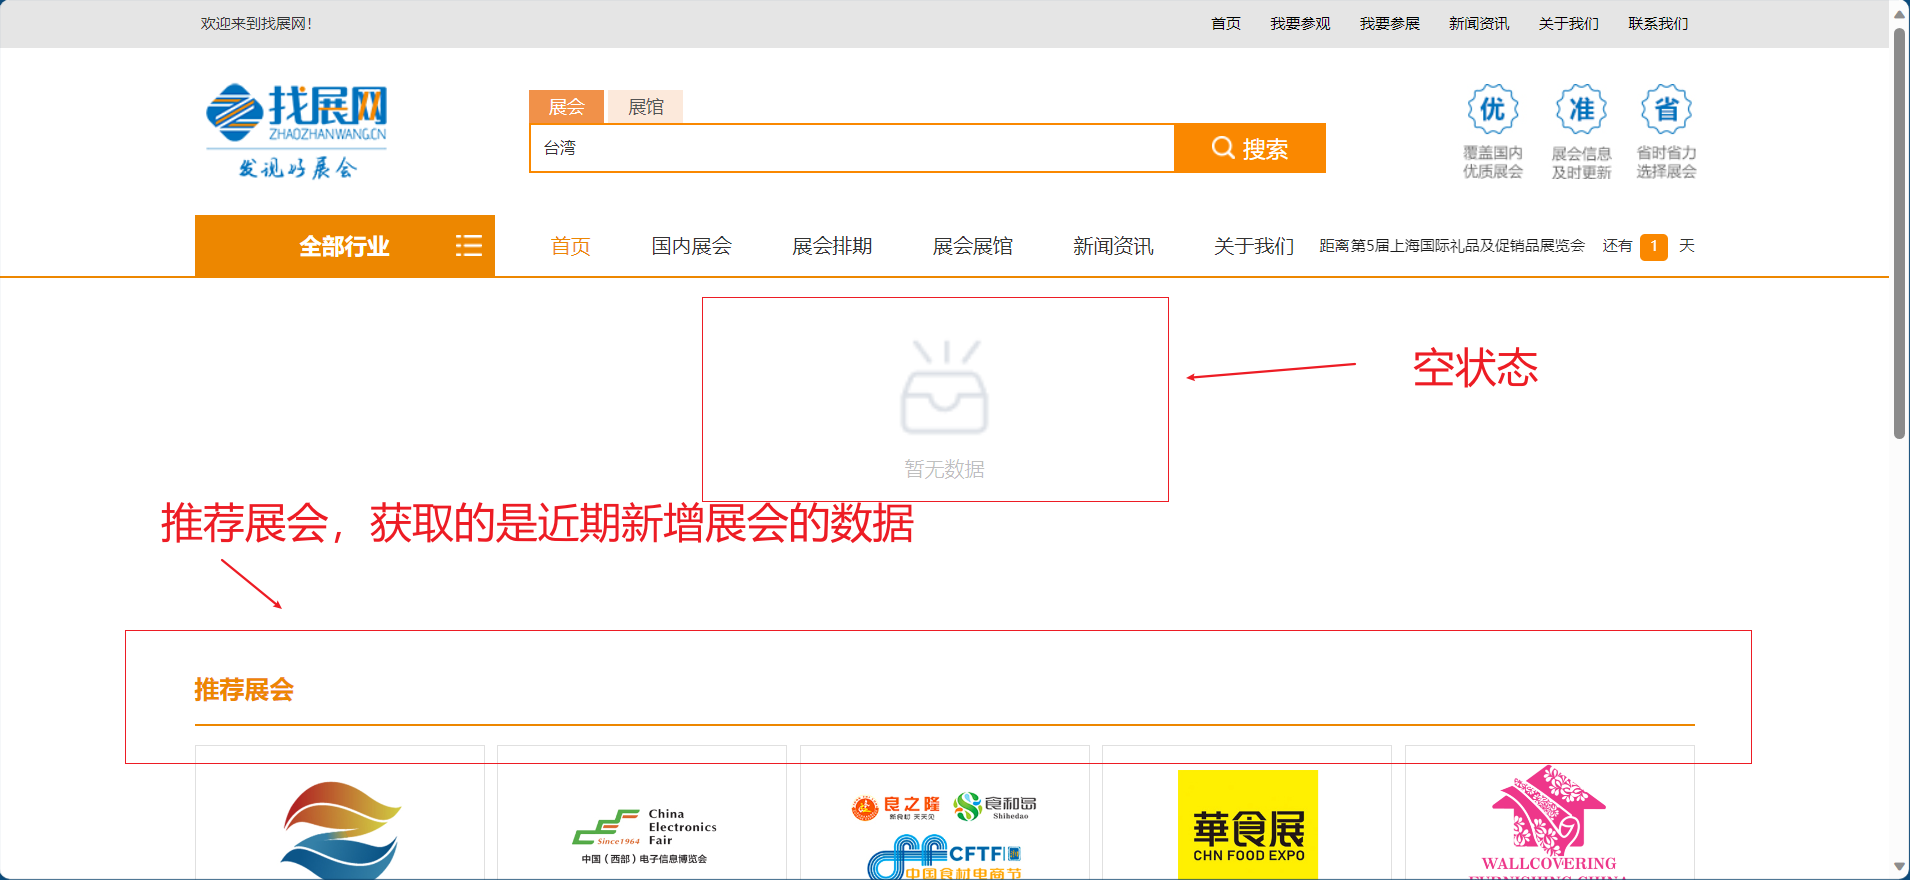 欢迎来到找展网！
首页 我要参观 我要参展 新闻资讯 关于我们 联系我们
找展网
ZHAOZHANWANG.CN
发现好展会
展会 展馆
台湾
搜索
优 准 省
覆盖国内 展会信息 省时省力
优质展会 及时更新 选择展会
全部行业
首页 国内展会 展会排期 展会展馆 新闻资讯 关于我们 距离第5届上海国际礼品及促销品展览会 还有 1 天
暂无数据
空状态
推荐展会，获取的是近期新增展会的数据
推荐展会
China
Electronics
Fair
Since1964
中国（西部）电子信息博览会
良之隆
新食材 天天见
食和岛
Shihedao
CFTF
中国食材电商节
華食展
CHN FOOD EXPO
WALLCOVERING
FURNISHING CHINA